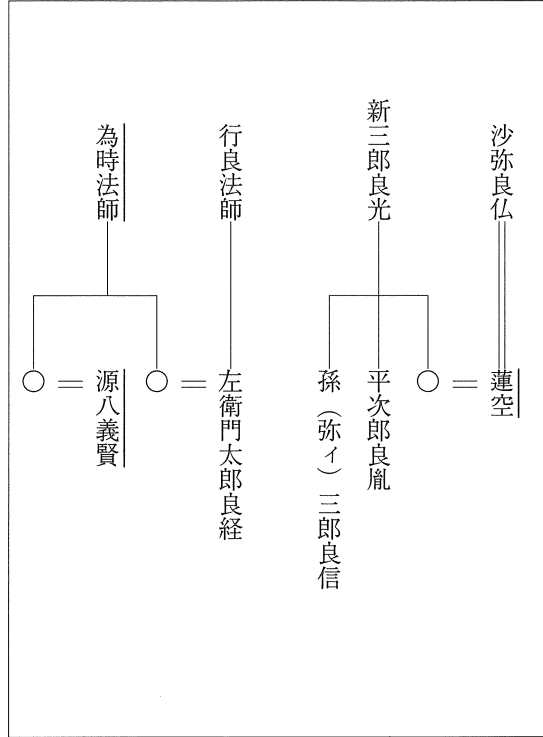 沙弥良仏
蓮空
○
新三郎良光
平次郎良胤
孫（弥ィ）三郎良信
行良法師
左衛門太郎良経
○
為時法師
源八義賢
○